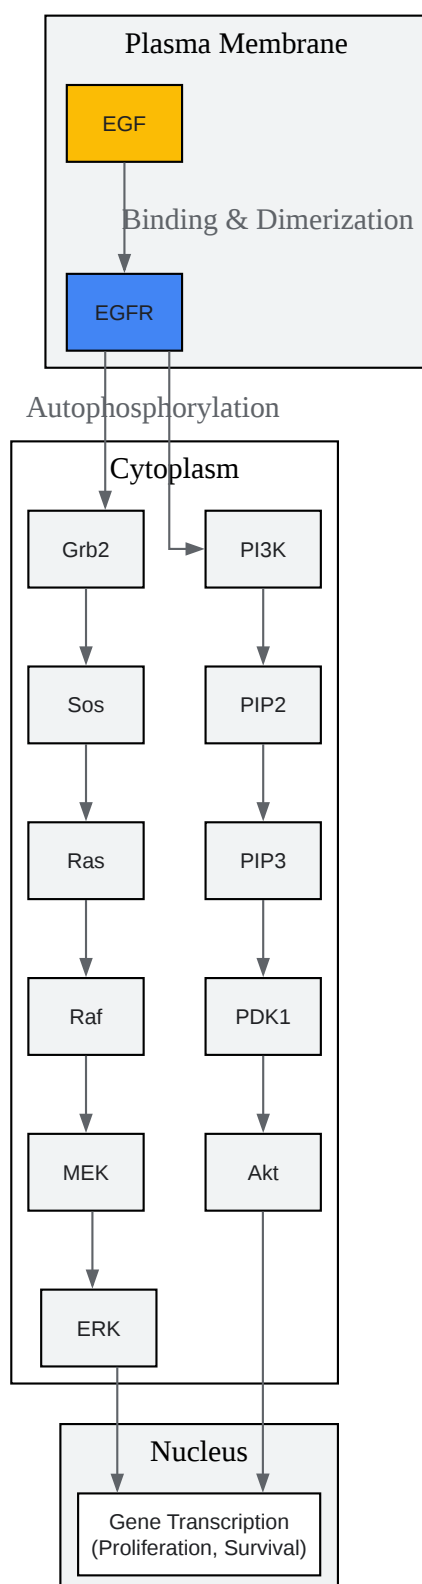 Plasma Membrane
EGF
Binding & Dimerization
EGFR
Autophosphorylation
Cytoplasm
Grb2
PI3K
Sos
PIP2
Ras
PIP3
Raf
PDK1
MEK
Akt
ERK
Nucleus
Gene Transcription
(Proliferation, Survival)